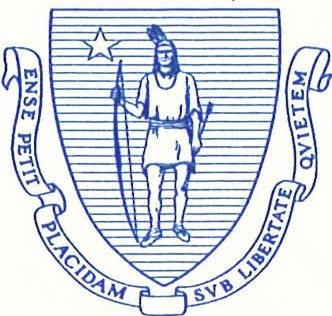 ENSE PETIT
PLACIDAM
SVB LIBERTATE
QVIETEM